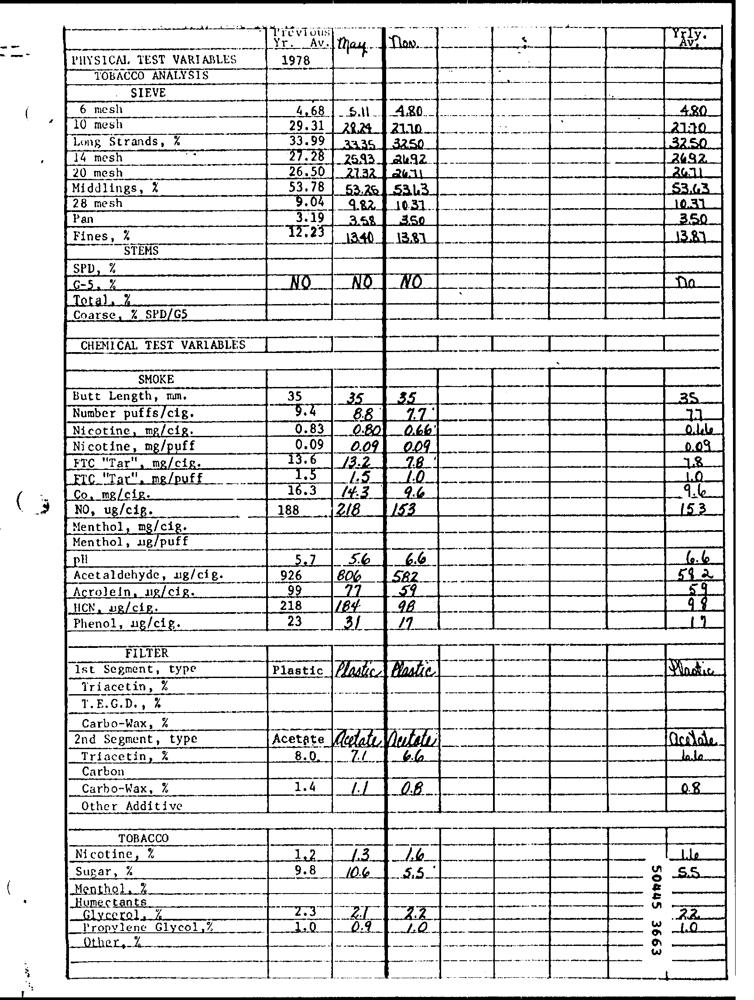 Previous Yr. Av. May Nov. Yrly. Av.
PHYSICAL TEST VARIABLES 1978
TOBACCO ANALYSIS
SIEVE
6 mesh 4.68 5.11 4.80 4.80
10 mesh 29.31 28.24 27.70 27.70
Long Strands, % 33.99 33.35 32.50 32.50
14 mesh 27.28 25.93 26.92 26.92
20 mesh 26.50 27.32 26.71 26.71
Middlings, % 53.78 53.26 53.63 53.63
28 mesh 9.04 9.82 10.37 10.37
Pan 3.19 3.58 3.50 3.50
Fines, % 12.23 13.40 13.87 13.87
STEMS
SPD, %
G-5, % NO NO NO No
Total, %
Coarse, % SPD/G5
CHEMICAL TEST VARIABLES
SMOKE
Butt Length, mm. 35 35 35 35
Number puffs/cig. 9.4 8.8 7.7 7.7
Nicotine, mg/cig. 0.83 0.80 0.66 0.66
Nicotine, mg/puff 0.09 0.09 0.09 0.09
FTC "Tar", mg/cig. 13.6 13.2 7.8 7.8
FTC "Tar", mg/puff 1.5 1.5 1.0 1.0
Co, mg/cig. 16.3 14.3 9.6 9.6
NO, ug/cig. 188 218 153 153
Menthol, mg/cig.
Menthol, ug/puff
pH 5.7 5.6 6.6 6.6
Acetaldehyde, ug/cig. 926 806 582 582
Acrolein, ug/cig. 99 77 59 59
HCN, ug/cig. 218 184 98 98
Phenol, ug/cig. 23 31 17 17
FILTER
1st Segment, type Plastic Plastic Plastic Plastic
Triacetin, %
T.E.G.D., %
Carbo-Wax, %
2nd Segment, type Acetate Acetate Acetate Acetate
Triacetin, % 8.0 7.1 6.6 6.6
Carbon
Carbo-Wax, % 1.4 1.1 0.8 0.8
Other Additive
TOBACCO
Nicotine, % 1.2 1.3 1.6 1.6
Sugar, % 9.8 10.6 5.5 5.5
Menthol, %
Humectants
Glycerol, % 2.3 2.1 2.2 2.2
Propylene Glycol,% 1.0 0.9 1.0 1.0
Other, %
50445 3663